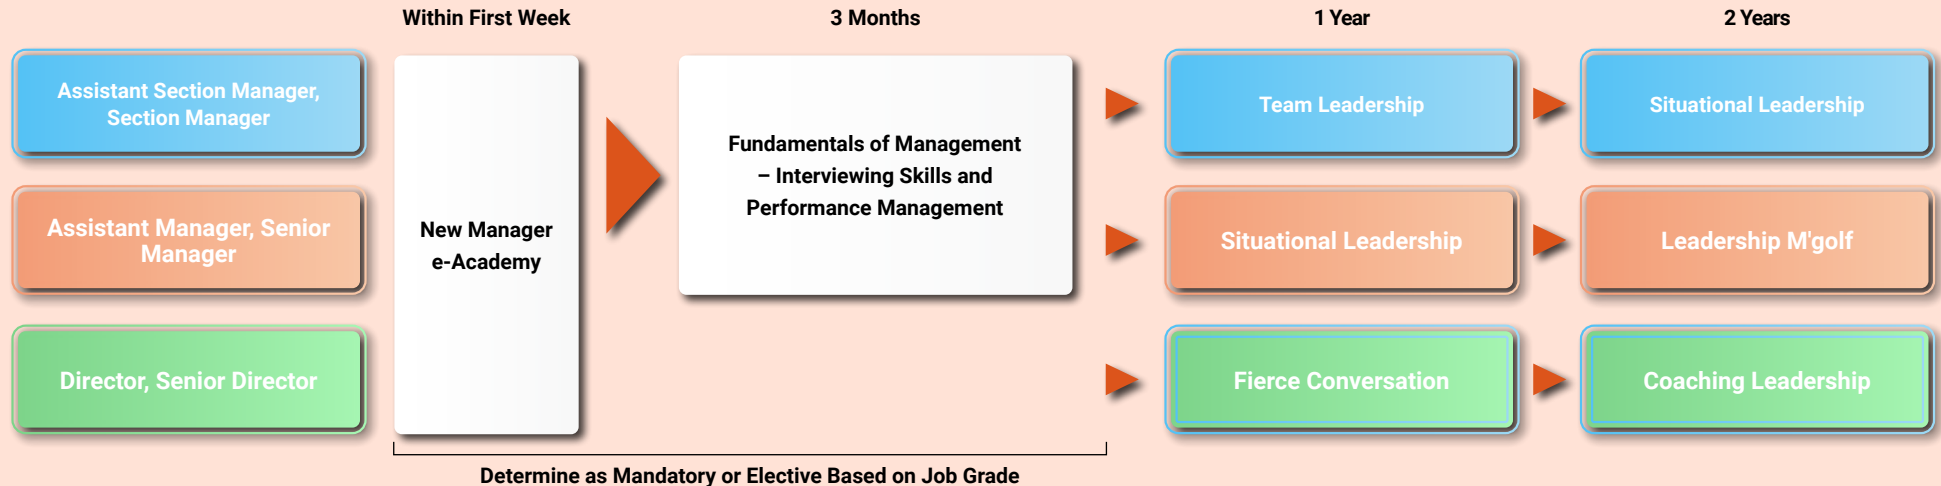 Within First Week
3 Months
1 Year
2 Years
Assistant Section Manager,
Section Manager
Assistant Manager, Senior
Manager
Director, Senior Director
New Manager
e-Academy
Fundamentals of Management
– Interviewing Skills and
Performance Management
Team Leadership
Situational Leadership
Situational Leadership
Leadership M'golf
Fierce Conversation
Coaching Leadership
Determine as Mandatory or Elective Based on Job Grade